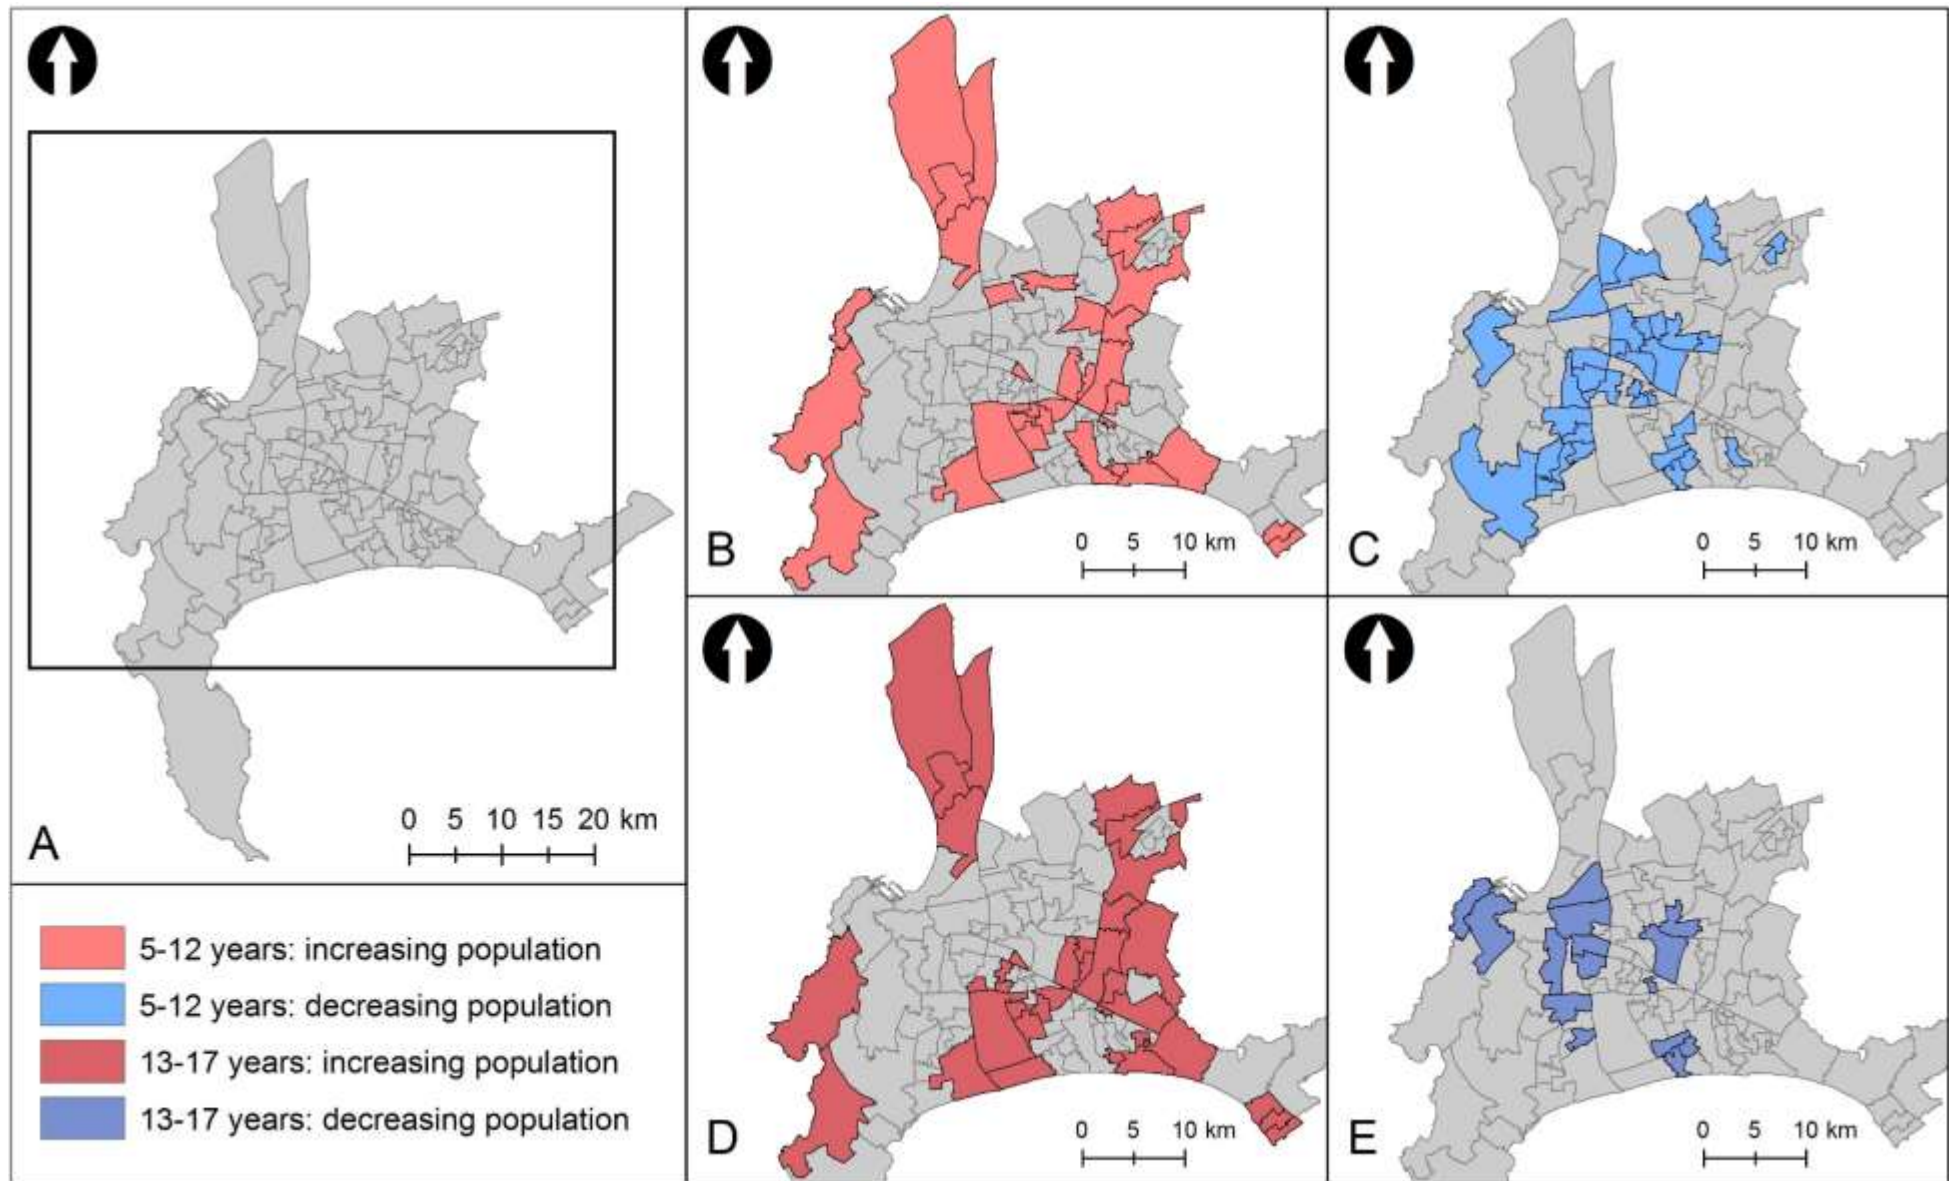 A
0 5 10 15 20 km
B
0 5 10 km
C
0 5 10 km
D
0 5 10 km
E
0 5 10 km
5-12 years: increasing population
5-12 years: decreasing population
13-17 years: increasing population
13-17 years: decreasing population